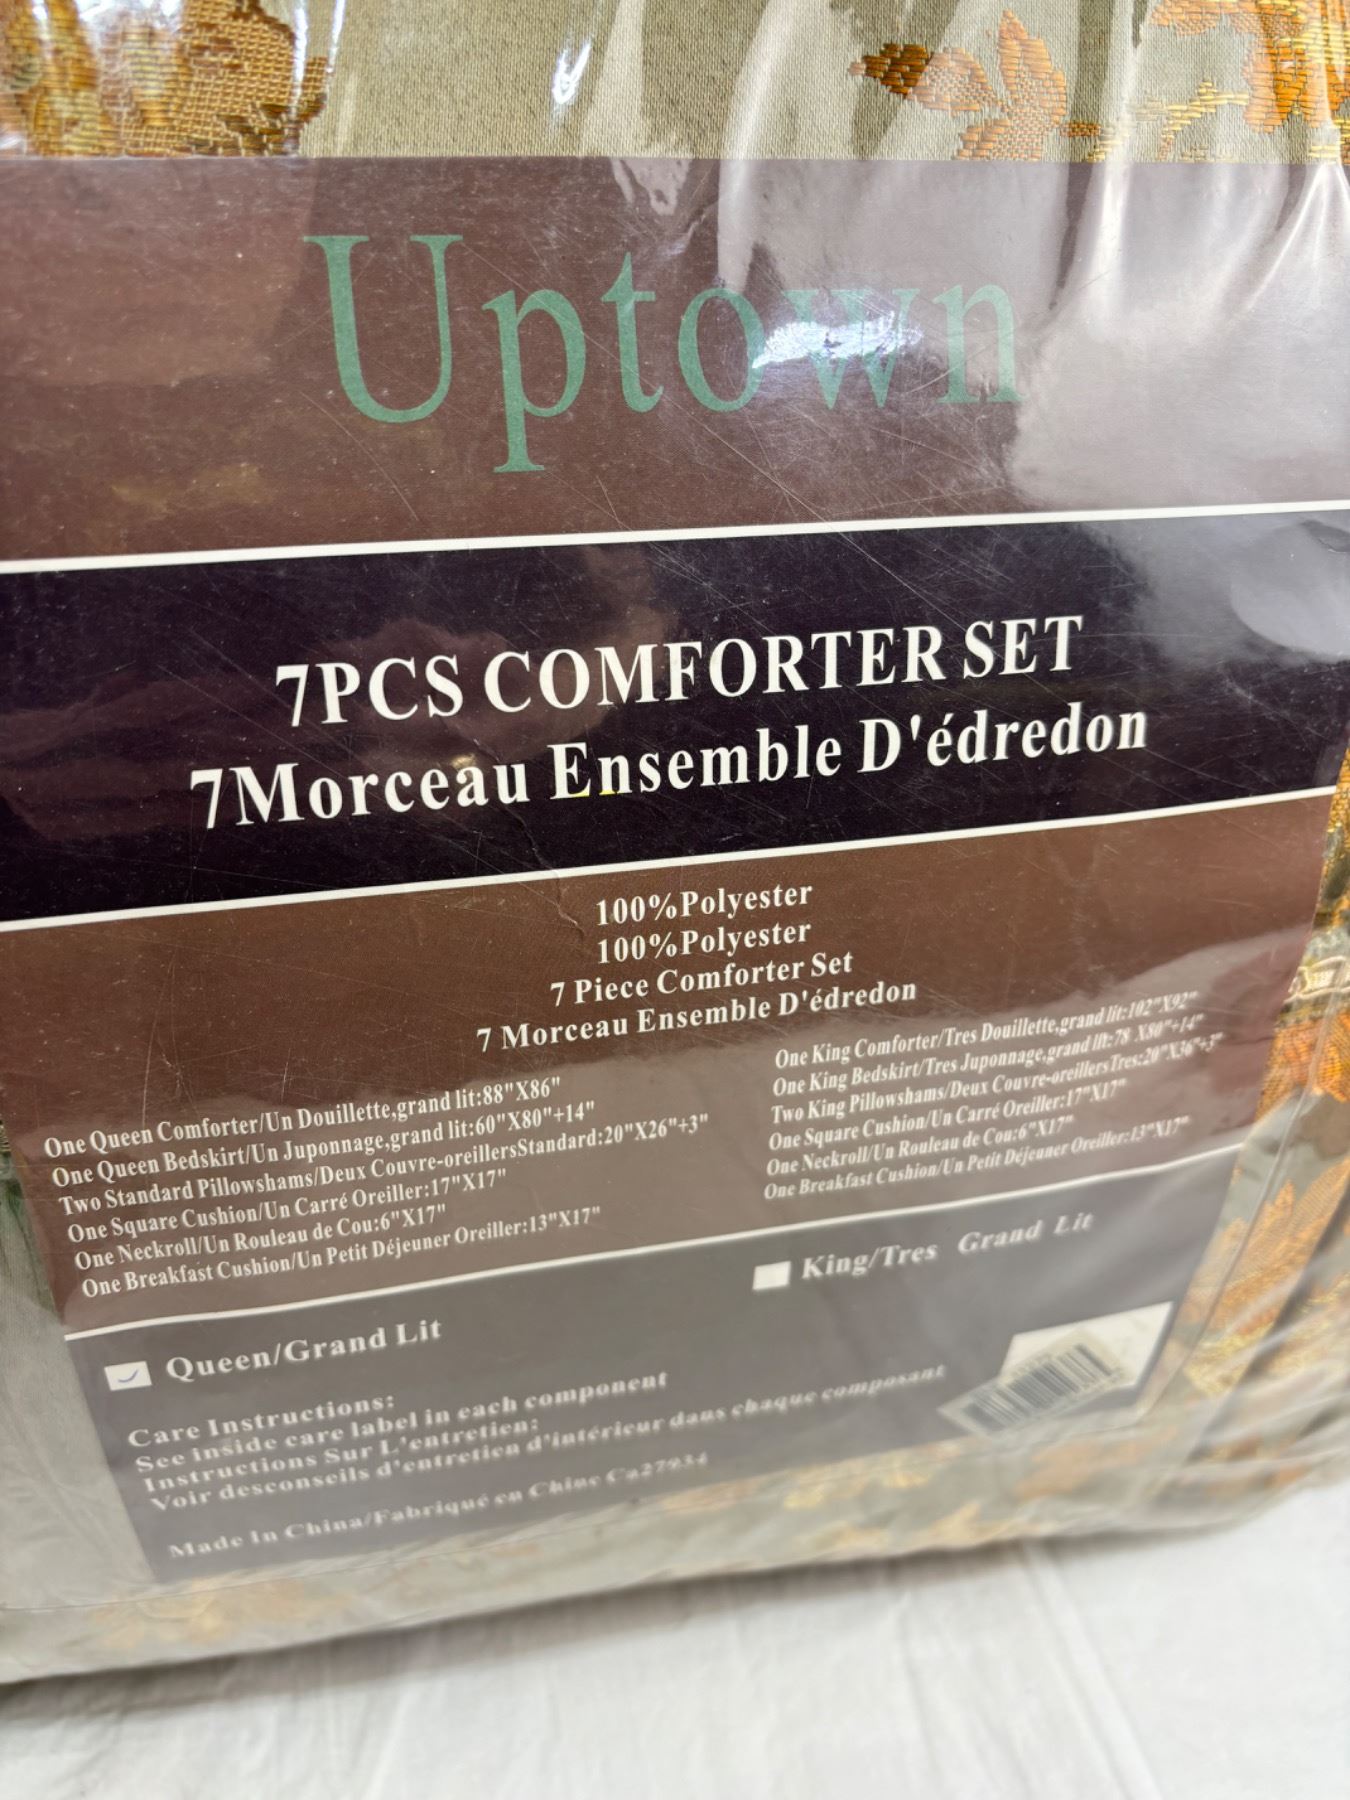 Uptown
7PCS COMFORTER SET
7Morceau Ensemble D'édredon
100%Polyester
100%Polyester
7 Piece Comforter Set
7 Morceau Ensemble D'édredon
One Queen Comforter/Un Douillette,grand lit:88"X86"
One Queen Bedskirt/Un Juponnage,grand lit:60"X80"+14"
Two Standard Pillowshams/Deux Couvre-oreillersStandard:20"X26"+3"
One Square Cushion/Un Carré Oreiller:17"X17"
One Neckroll/Un Rouleau de Cou:6"X17"
One Breakfast Cushion/Un Petit Déjeuner Oreiller:13"X17"
One King Comforter/Tres Douillette,grand lit:102"X92"
One King Bedskirt/Tres Juponnage,grand lit:78 X80"+14"
Two King Pillowshams/Deux Couvre-oreillersTres:20"X36"+3"
One Square Cushion/Un Carré Oreiller:17"X17"
One Neckroll/Un Rouleau de Cou:6"X17"
One Breakfast Cushion/Un Petit Déjeuner Oreiller:13"X17"
Queen/Grand Lit
King/Tres Grand Lit
Care Instructions:
See inside care label in each component
Instructions Sur L'entretien:
Voir desconseils d'entretien d'intérieur dans chaque composant
Made In China/Fabriqué en Chine Ca27934